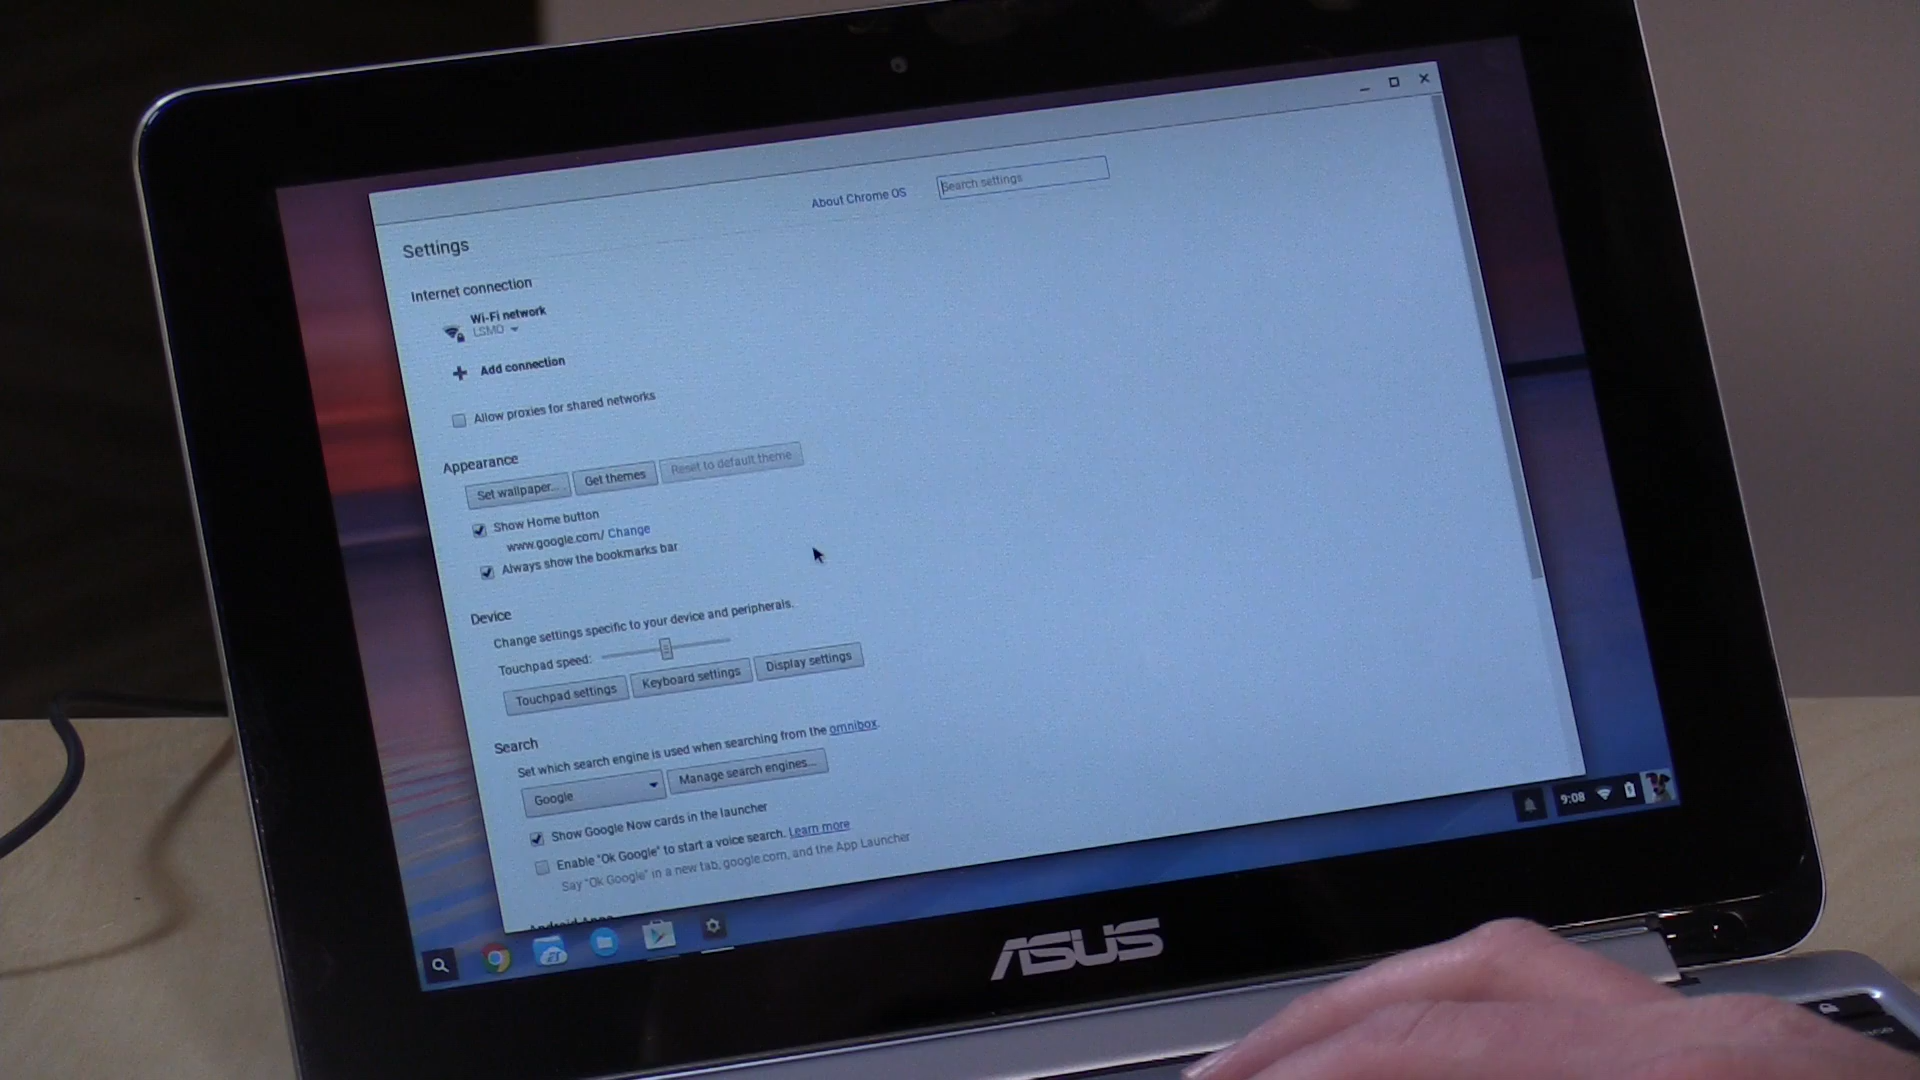 About Chrome OS
Search settings
Settings
Internet connection
Wi-Fi network
LSMO
Add connection
Allow proxies for shared networks
Appearance
Set wallpaper... Get themes Reset to default theme
Show Home button
www.google.com/ Change
Always show the bookmarks bar
Device
Change settings specific to your device and peripherals.
Touchpad speed:
Touchpad settings Keyboard settings Display settings
Search
Set which search engine is used when searching from the omnibox.
Google Manage search engines...
Show Google Now cards in the launcher
Enable "Ok Google" to start a voice search. Learn more
Say "Ok Google" in a new tab, google.com, and the App Launcher
Android Apps
9:08
ASUS